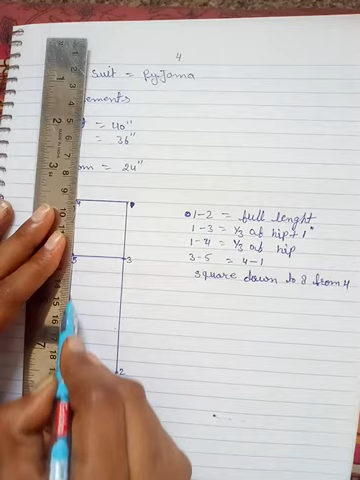 4
suit = Pyjama
ements
= 40"
= 36"
om = 24"
1-2 = full lenght
1-3 = 1/3 of hip + 1"
1-4 = 1/3 of hip
3-5 = 4-1
square down to 8 from 4
4
5
3
2